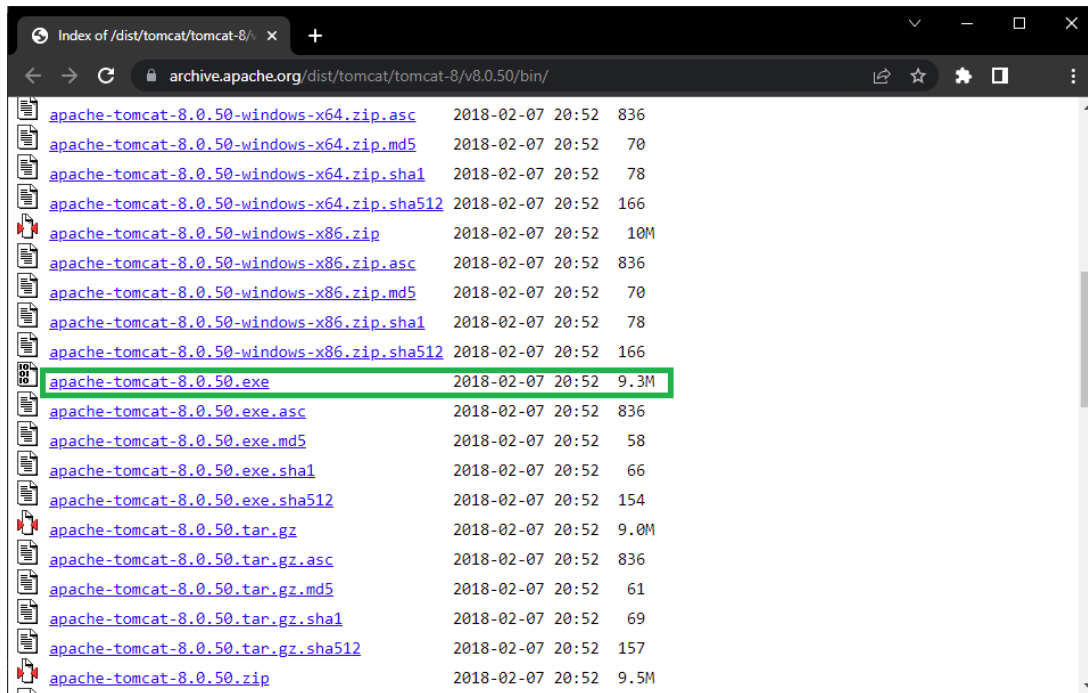 Index of /dist/tomcat/tomcat-8/v
archive.apache.org/dist/tomcat/tomcat-8/v8.0.50/bin/
apache-tomcat-8.0.50-windows-x64.zip.asc 2018-02-07 20:52 836
apache-tomcat-8.0.50-windows-x64.zip.md5 2018-02-07 20:52 70
apache-tomcat-8.0.50-windows-x64.zip.sha1 2018-02-07 20:52 78
apache-tomcat-8.0.50-windows-x64.zip.sha512 2018-02-07 20:52 166
apache-tomcat-8.0.50-windows-x86.zip 2018-02-07 20:52 10M
apache-tomcat-8.0.50-windows-x86.zip.asc 2018-02-07 20:52 836
apache-tomcat-8.0.50-windows-x86.zip.md5 2018-02-07 20:52 70
apache-tomcat-8.0.50-windows-x86.zip.sha1 2018-02-07 20:52 78
apache-tomcat-8.0.50-windows-x86.zip.sha512 2018-02-07 20:52 166
apache-tomcat-8.0.50.exe 2018-02-07 20:52 9.3M
apache-tomcat-8.0.50.exe.asc 2018-02-07 20:52 836
apache-tomcat-8.0.50.exe.md5 2018-02-07 20:52 58
apache-tomcat-8.0.50.exe.sha1 2018-02-07 20:52 66
apache-tomcat-8.0.50.exe.sha512 2018-02-07 20:52 154
apache-tomcat-8.0.50.tar.gz 2018-02-07 20:52 9.0M
apache-tomcat-8.0.50.tar.gz.asc 2018-02-07 20:52 836
apache-tomcat-8.0.50.tar.gz.md5 2018-02-07 20:52 61
apache-tomcat-8.0.50.tar.gz.sha1 2018-02-07 20:52 69
apache-tomcat-8.0.50.tar.gz.sha512 2018-02-07 20:52 157
apache-tomcat-8.0.50.zip 2018-02-07 20:52 9.5M